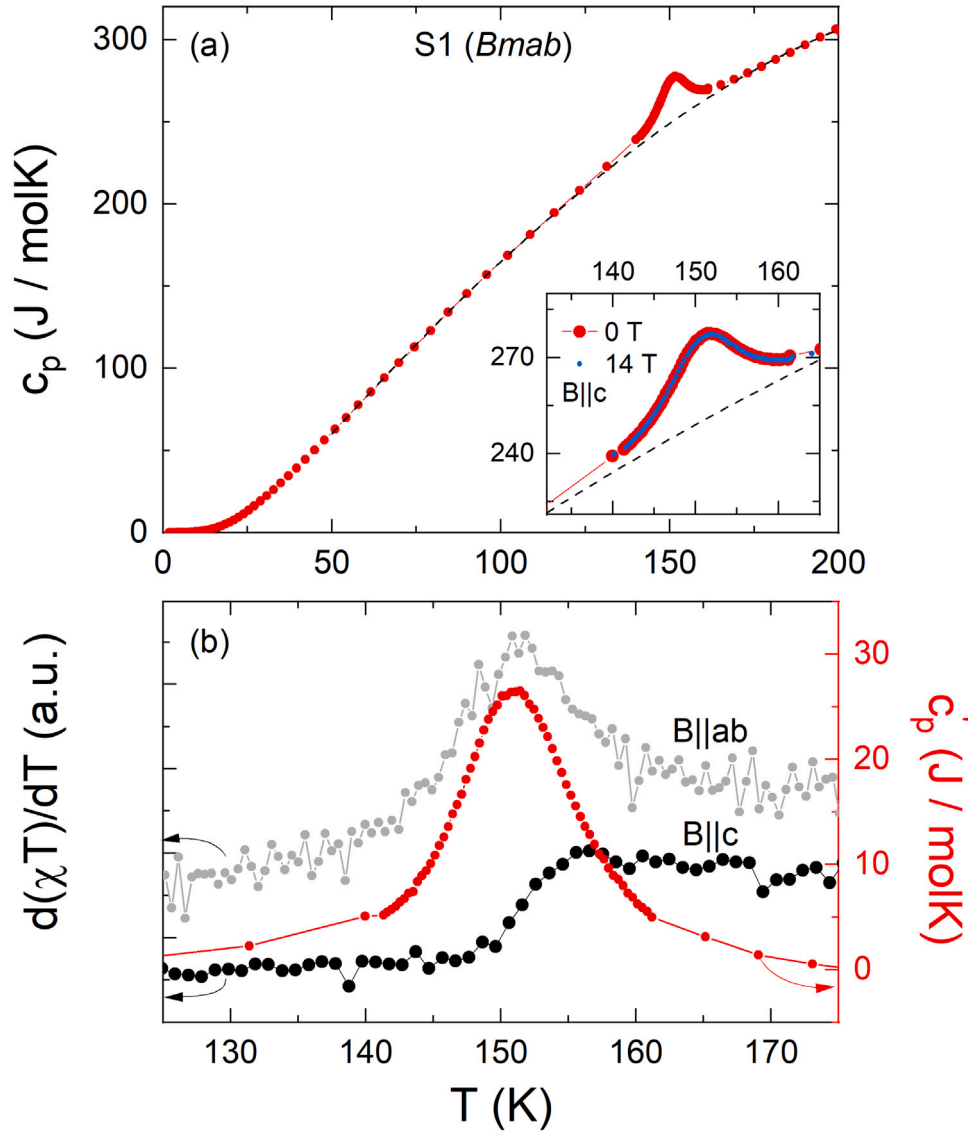 (a)
S1 (Bmab)
300
200
100
0
c_p (J / molK)
0 50 100 150 200
140 150 160
270
240
0 T
14 T
B||c
(b)
d(χT)/dT (a.u.)
B||ab
B||c
30
20
10
0
c'_p (J / molK)
130 140 150 160 170
T (K)